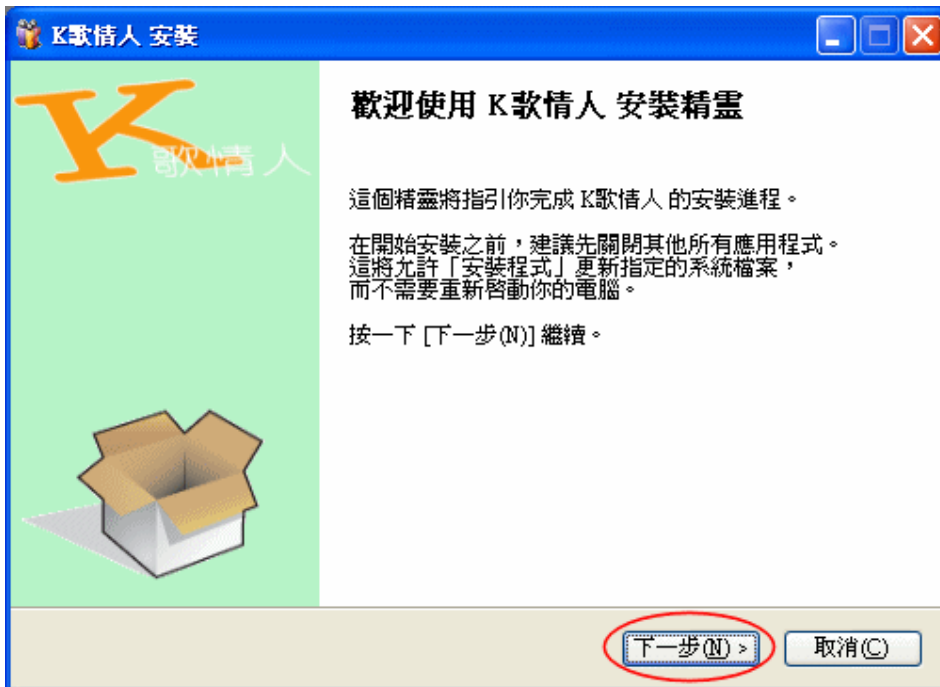 K歌情人 安裝
K
歌情人
歡迎使用 K歌情人 安裝精靈
這個精靈將指引你完成 K歌情人 的安裝進程。
在開始安裝之前，建議先關閉其他所有應用程式。
這將允許「安裝程式」更新指定的系統檔案，
而不需要重新啓動你的電腦。
按一下 [下一步(N)] 繼續。
下一步(N) >
取消(C)